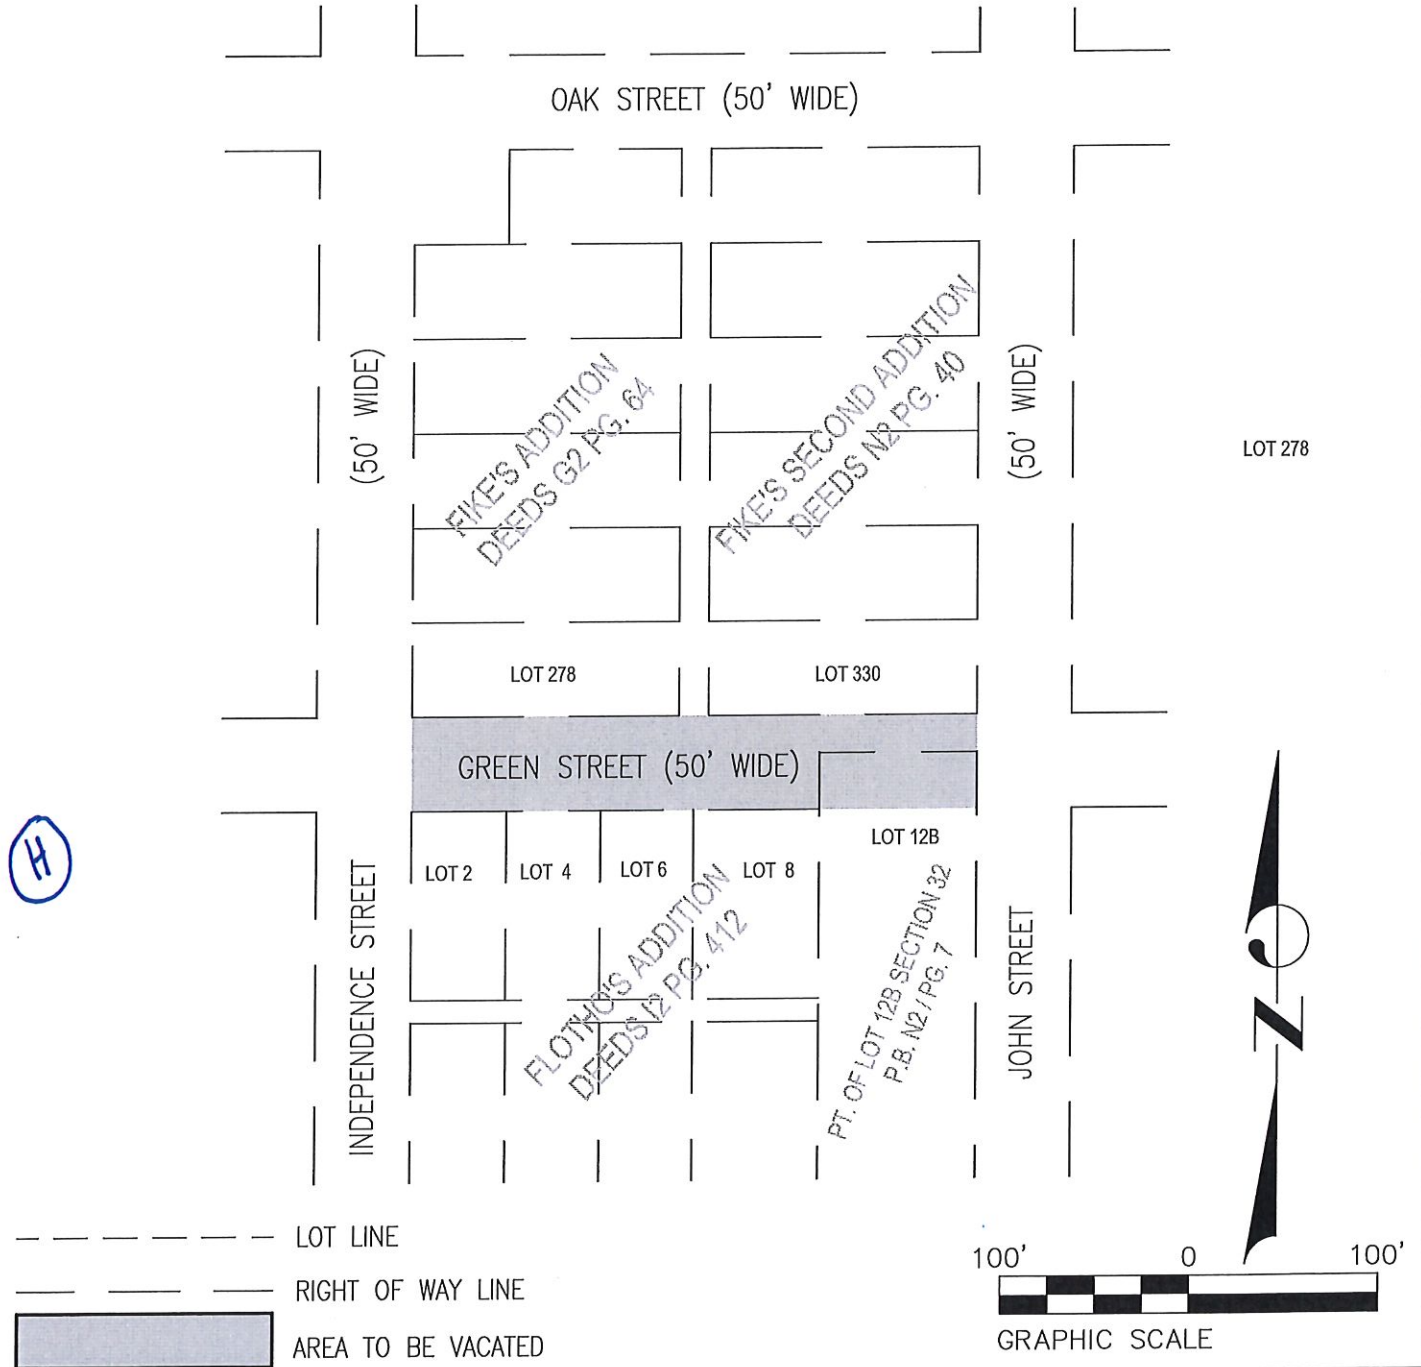 OAK STREET (50' WIDE)
(50' WIDE)
FIKE'S ADDITION
DEEDS G2 PG. 64
FIKE'S SECOND ADDITION
DEEDS N2 PG. 40
(50' WIDE)
LOT 278
LOT 278
LOT 330
GREEN STREET (50' WIDE)
H
INDEPENDENCE STREET
LOT 2
LOT 4
LOT 6
LOT 8
LOT 12B
FLOTHO'S ADDITION
DEEDS I2 PG. 412
PT. OF LOT 12B SECTION 32
P.B. N2 / PG. 7
JOHN STREET
N
LOT LINE
RIGHT OF WAY LINE
AREA TO BE VACATED
100' 0 100'
GRAPHIC SCALE